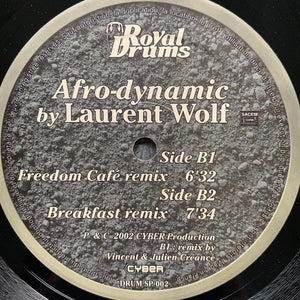 Royal
Drums
Afro-dynamic
by Laurent Wolf
SACEM
Side B1
Freedom Café remix 6'32
Side B2
Breakfast remix 7'34
P & C 2002 CYBER Production
B1 : remix by
Vincent & Julien Creance
CYBER
DRUM SP 002